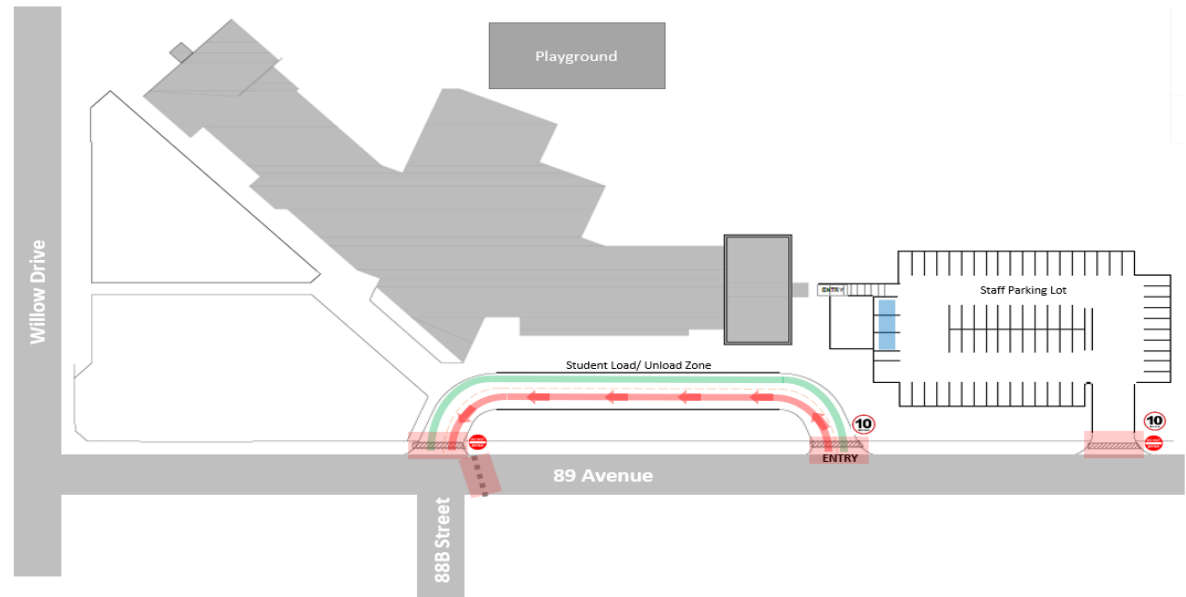 Playground
Willow Drive
ENTRY
Staff Parking Lot
Student Load/ Unload Zone
10
10
ENTRY
89 Avenue
88B Street